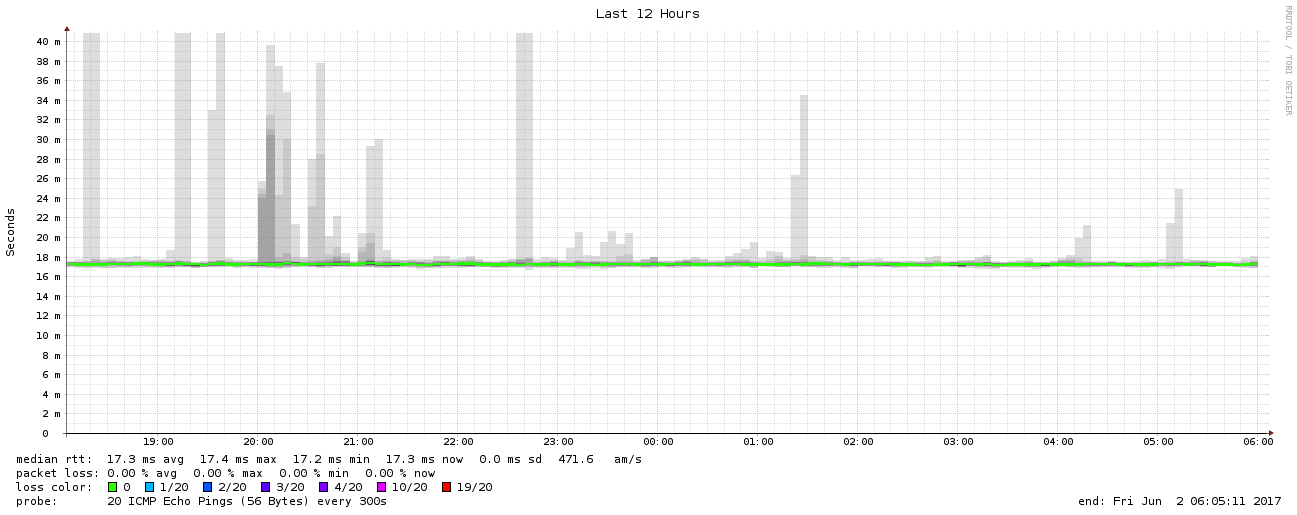 Last 12 Hours
RRDTOOL / TOBI OETIKER
Seconds
40 m
38 m
36 m
34 m
32 m
30 m
28 m
26 m
24 m
22 m
20 m
18 m
16 m
14 m
12 m
10 m
8 m
6 m
4 m
2 m
0
19:00 20:00 21:00 22:00 23:00 00:00 01:00 02:00 03:00 04:00 05:00 06:00
median rtt: 17.3 ms avg 17.4 ms max 17.2 ms min 17.3 ms now 0.0 ms sd 471.6 am/s
packet loss: 0.00 % avg 0.00 % max 0.00 % min 0.00 % now
loss color: 0 1/20 2/20 3/20 4/20 10/20 19/20
probe: 20 ICMP Echo Pings (56 Bytes) every 300s end: Fri Jun 2 06:05:11 2017